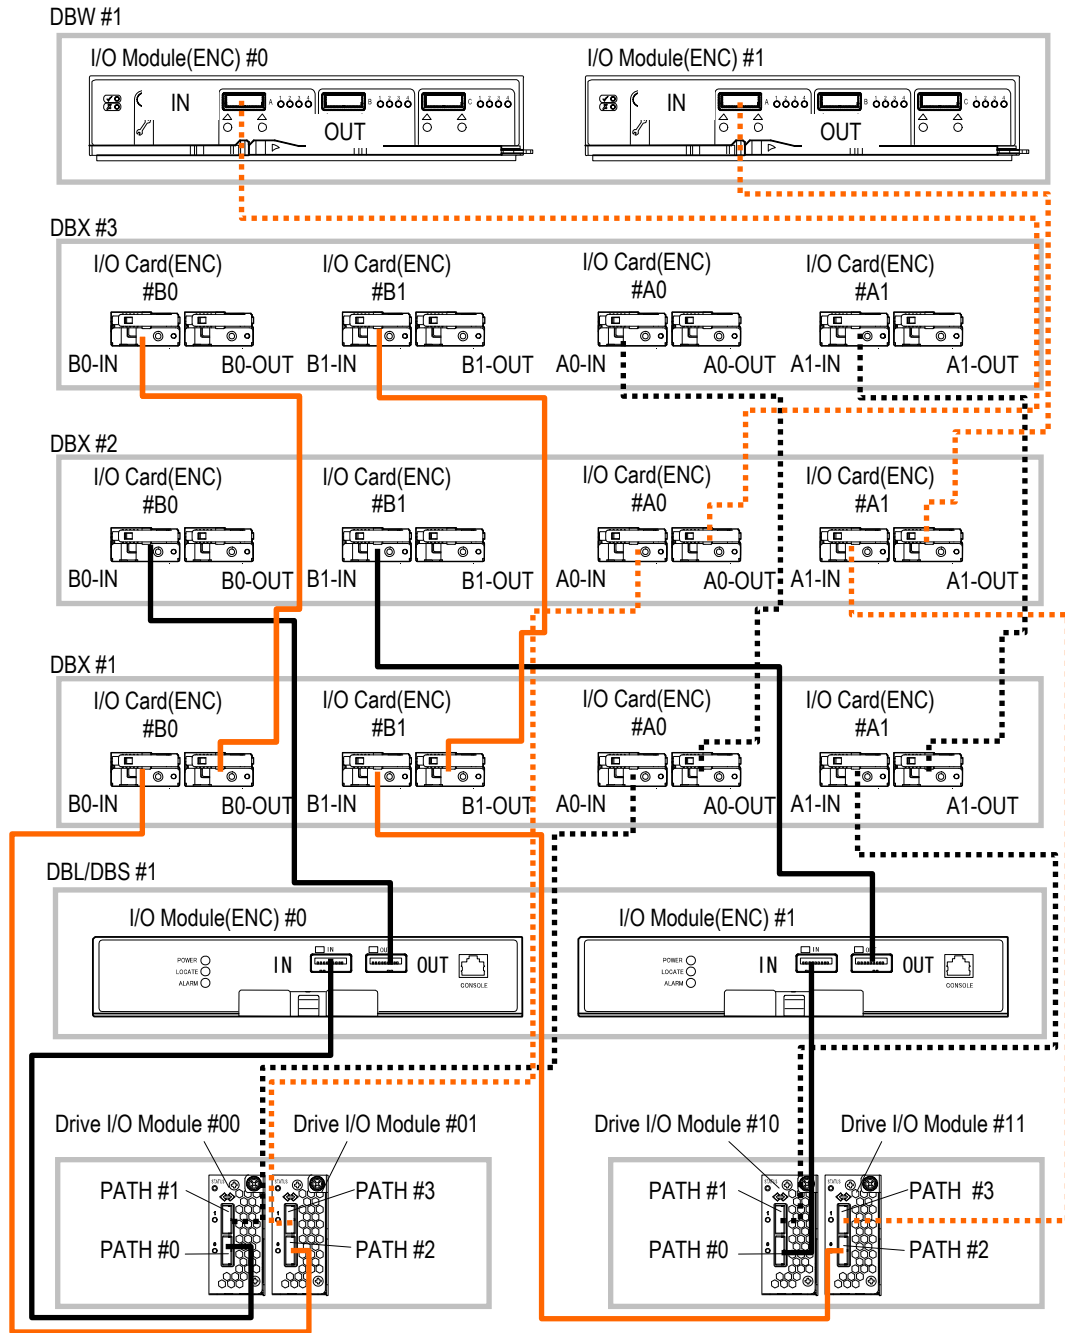 DBW #1
I/O Module(ENC) #0
I/O Module(ENC) #1
IN
A
B
C
OUT
IN
A
B
C
OUT
DBX #3
I/O Card(ENC) #B0
I/O Card(ENC) #B1
I/O Card(ENC) #A0
I/O Card(ENC) #A1
B0-IN
B0-OUT
B1-IN
B1-OUT
A0-IN
A0-OUT
A1-IN
A1-OUT
DBX #2
I/O Card(ENC) #B0
I/O Card(ENC) #B1
I/O Card(ENC) #A0
I/O Card(ENC) #A1
B0-IN
B0-OUT
B1-IN
B1-OUT
A0-IN
A0-OUT
A1-IN
A1-OUT
DBX #1
I/O Card(ENC) #B0
I/O Card(ENC) #B1
I/O Card(ENC) #A0
I/O Card(ENC) #A1
B0-IN
B0-OUT
B1-IN
B1-OUT
A0-IN
A0-OUT
A1-IN
A1-OUT
DBL/DBS #1
I/O Module(ENC) #0
I/O Module(ENC) #1
POWER
LOCATE
ALARM
IN
IN
OUT
CONSOLE
POWER
LOCATE
ALARM
IN
IN
OUT
CONSOLE
Drive I/O Module #00
Drive I/O Module #01
Drive I/O Module #10
Drive I/O Module #11
STATUS
STATUS
STATUS
STATUS
PATH #1
PATH #3
PATH #1
PATH #3
PATH #0
PATH #2
PATH #0
PATH #2